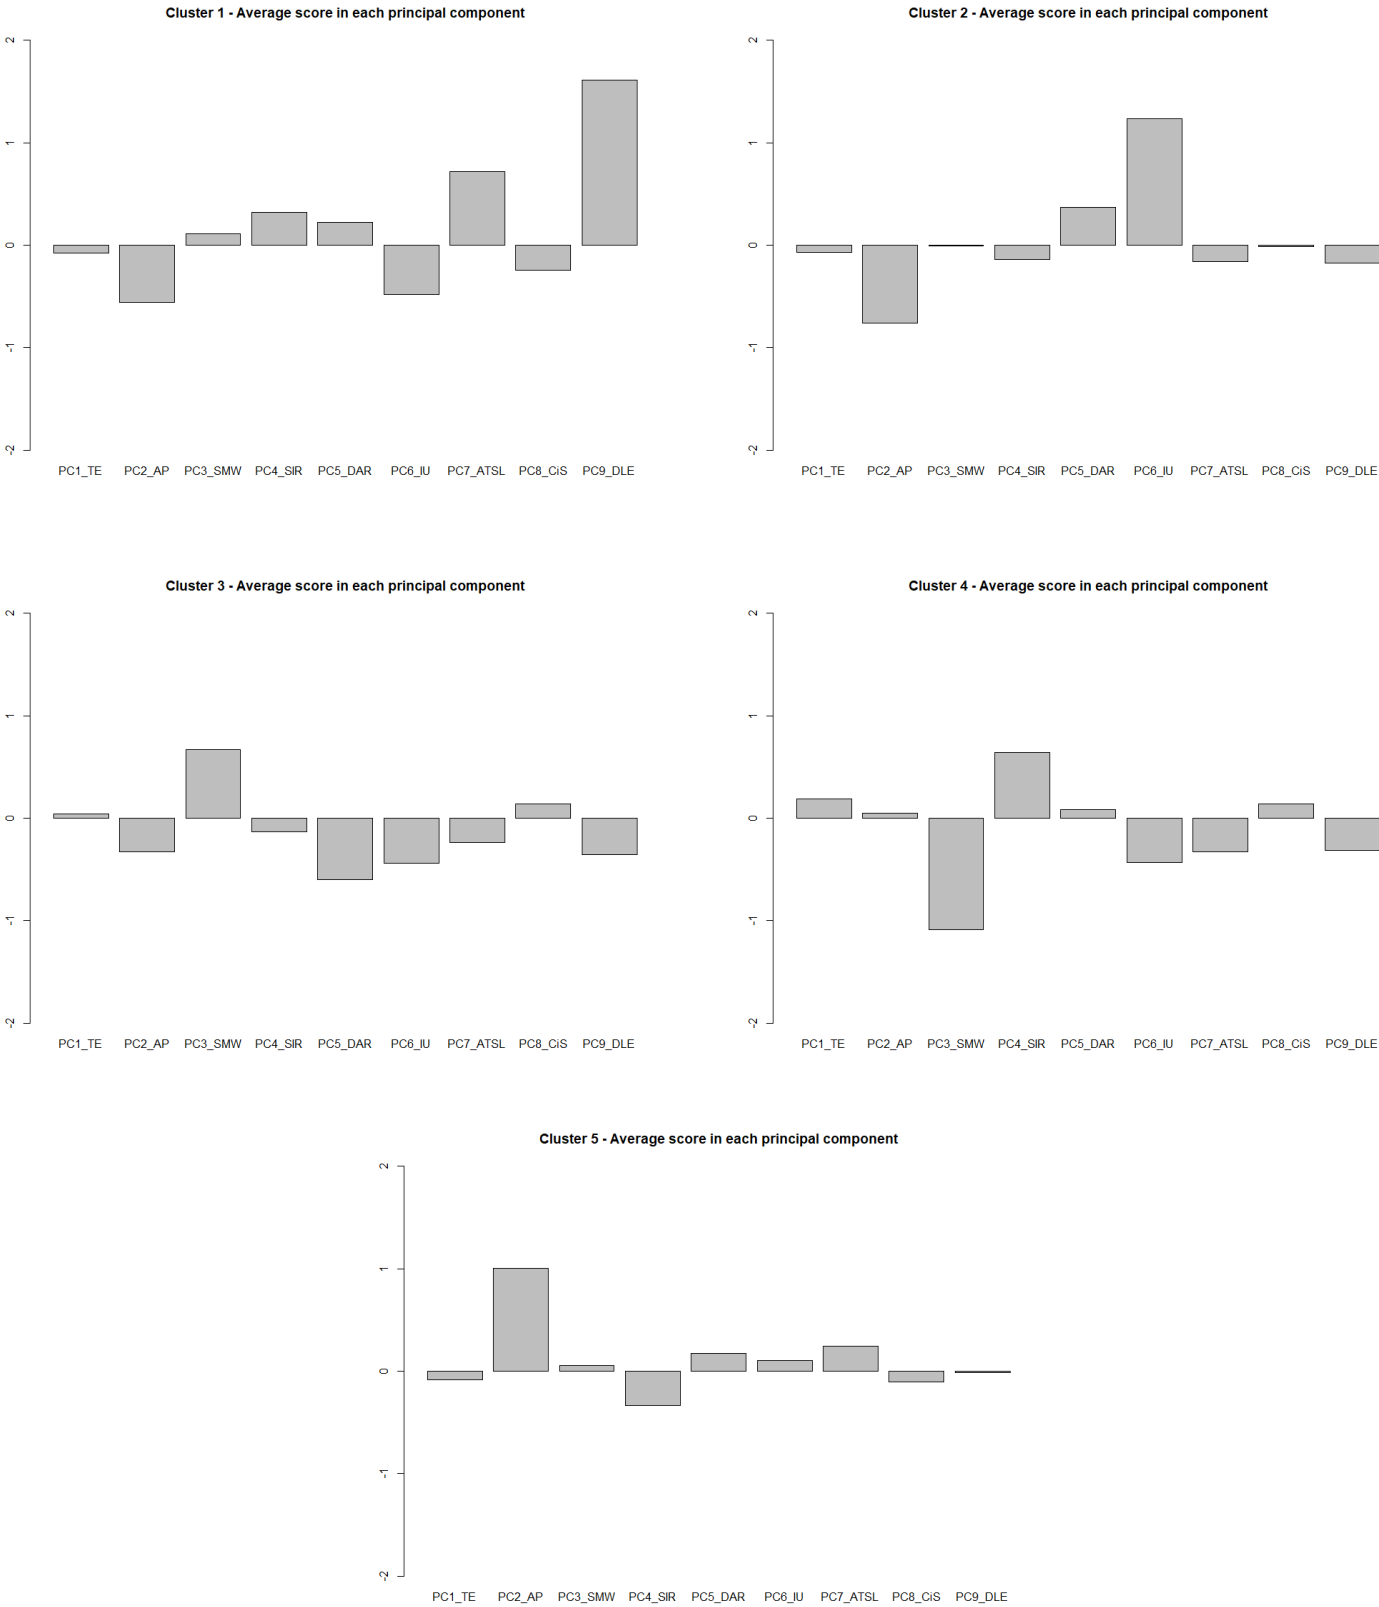 Cluster 1 - Average score in each principal component
2
1
0
-1
-2
PC1_TE PC2_AP PC3_SMW PC4_SIR PC5_DAR PC6_IU PC7_ATSL PC8_CiS PC9_DLE
Cluster 2 - Average score in each principal component
2
1
0
-1
-2
PC1_TE PC2_AP PC3_SMW PC4_SIR PC5_DAR PC6_IU PC7_ATSL PC8_CiS PC9_DLE
Cluster 3 - Average score in each principal component
2
1
0
-1
-2
PC1_TE PC2_AP PC3_SMW PC4_SIR PC5_DAR PC6_IU PC7_ATSL PC8_CiS PC9_DLE
Cluster 4 - Average score in each principal component
2
1
0
-1
-2
PC1_TE PC2_AP PC3_SMW PC4_SIR PC5_DAR PC6_IU PC7_ATSL PC8_CiS PC9_DLE
Cluster 5 - Average score in each principal component
2
1
0
-1
-2
PC1_TE PC2_AP PC3_SMW PC4_SIR PC5_DAR PC6_IU PC7_ATSL PC8_CiS PC9_DLE